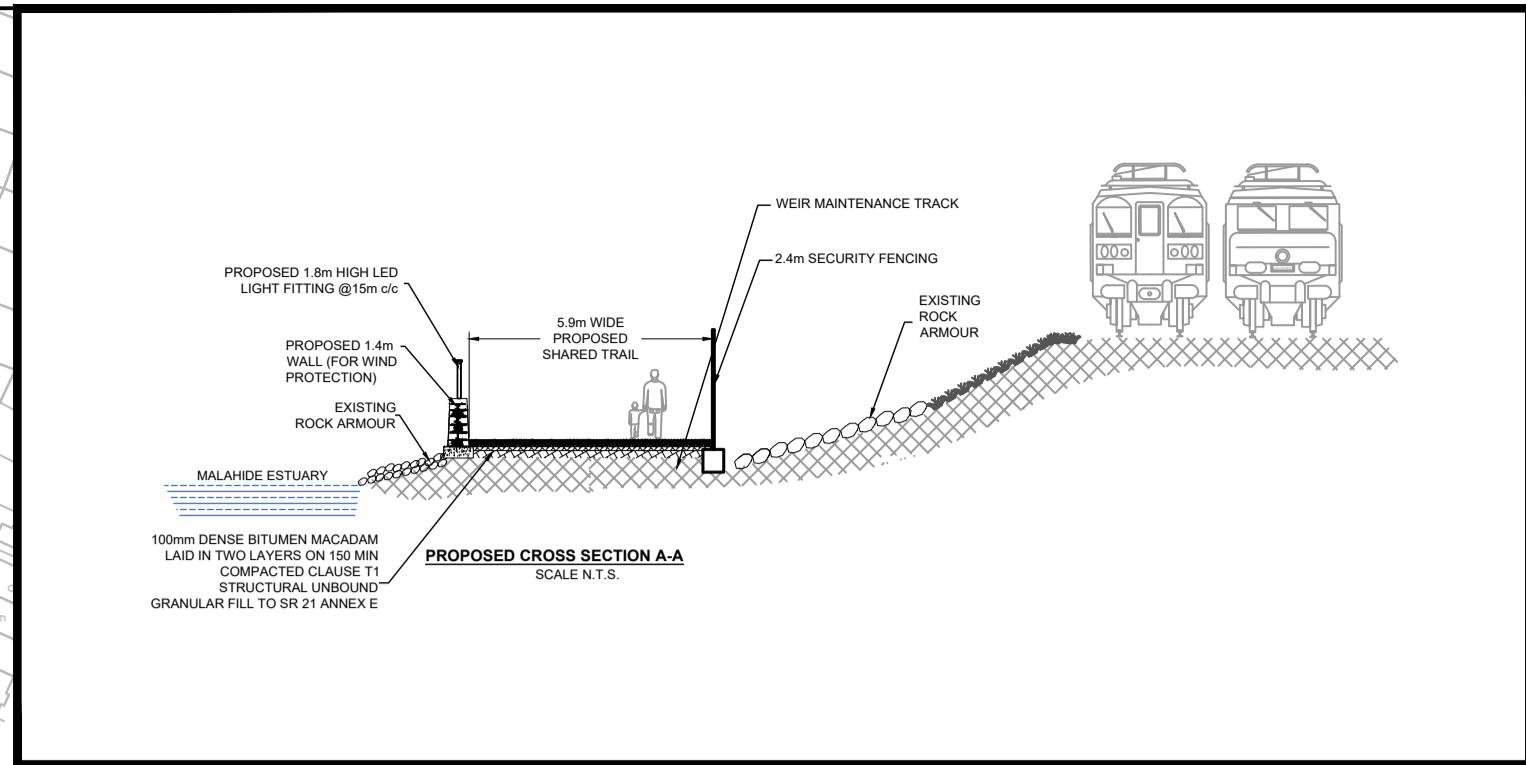 WEIR MAINTENANCE TRACK
2.4m SECURITY FENCING
PROPOSED 1.8m HIGH LED
LIGHT FITTING @15m c/c
EXISTING
ROCK
ARMOUR
5.9m WIDE
PROPOSED
SHARED TRAIL
PROPOSED 1.4m
WALL (FOR WIND
PROTECTION)
EXISTING
ROCK ARMOUR
MALAHIDE ESTUARY
100mm DENSE BITUMEN MACADAM
LAID IN TWO LAYERS ON 150 MIN
COMPACTED CLAUSE T1
STRUCTURAL UNBOUND
GRANULAR FILL TO SR 21 ANNEX E
PROPOSED CROSS SECTION A-A
SCALE N.T.S.